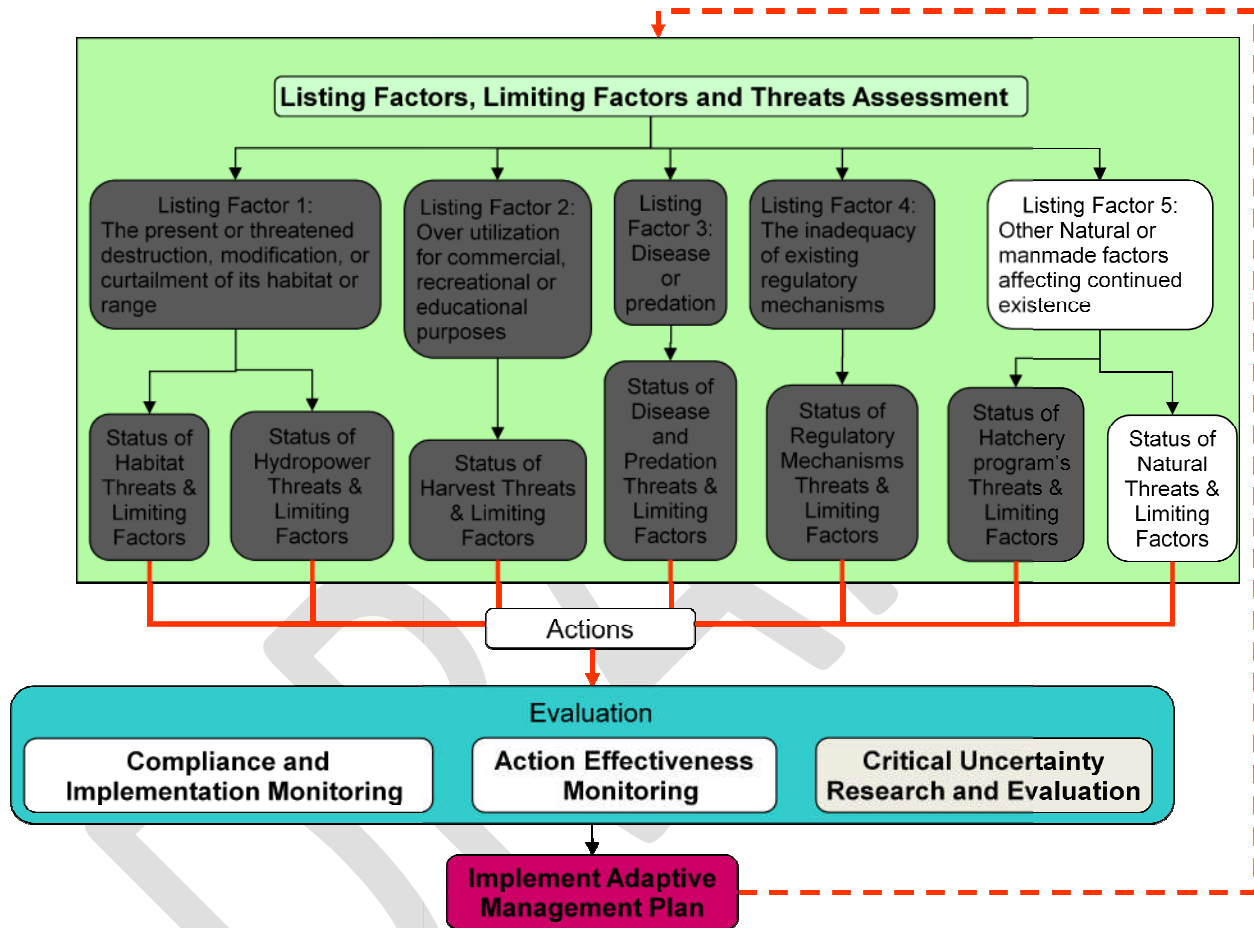 Listing Factors, Limiting Factors and Threats Assessment
Listing Factor 1:
The present or threatened
destruction, modification, or
curtailment of its habitat or
range
Listing Factor 2:
Over utilization
for commercial,
recreational or
educational
purposes
Listing
Factor 3:
Disease
or
predation
Listing Factor 4:
The inadequacy
of existing
regulatory
mechanisms
Listing Factor 5:
Other Natural or
manmade factors
affecting continued
existence
Status of
Habitat
Threats &
Limiting
Factors
Status of
Hydropower
Threats &
Limiting
Factors
Status of
Harvest Threats
& Limiting
Factors
Status of
Disease
and
Predation
Threats &
Limiting
Factors
Status of
Regulatory
Mechanisms
Threats &
Limiting
Factors
Status of
Hatchery
program's
Threats &
Limiting
Factors
Status of
Natural
Threats &
Limiting
Factors
Actions
Evaluation
Compliance and
Implementation Monitoring
Action Effectiveness
Monitoring
Critical Uncertainty
Research and Evaluation
Implement Adaptive
Management Plan